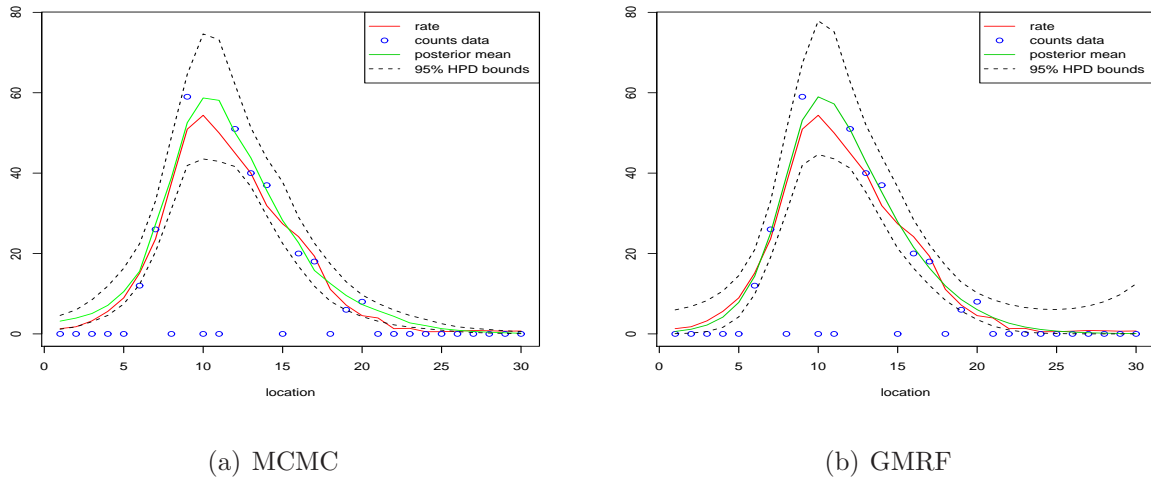 80
60
40
20
0
rate
counts data
posterior mean
95% HPD bounds
0 5 10 15 20 25 30
location
(a) MCMC
80
60
40
20
0
rate
counts data
posterior mean
95% HPD bounds
0 5 10 15 20 25 30
location
(b) GMRF